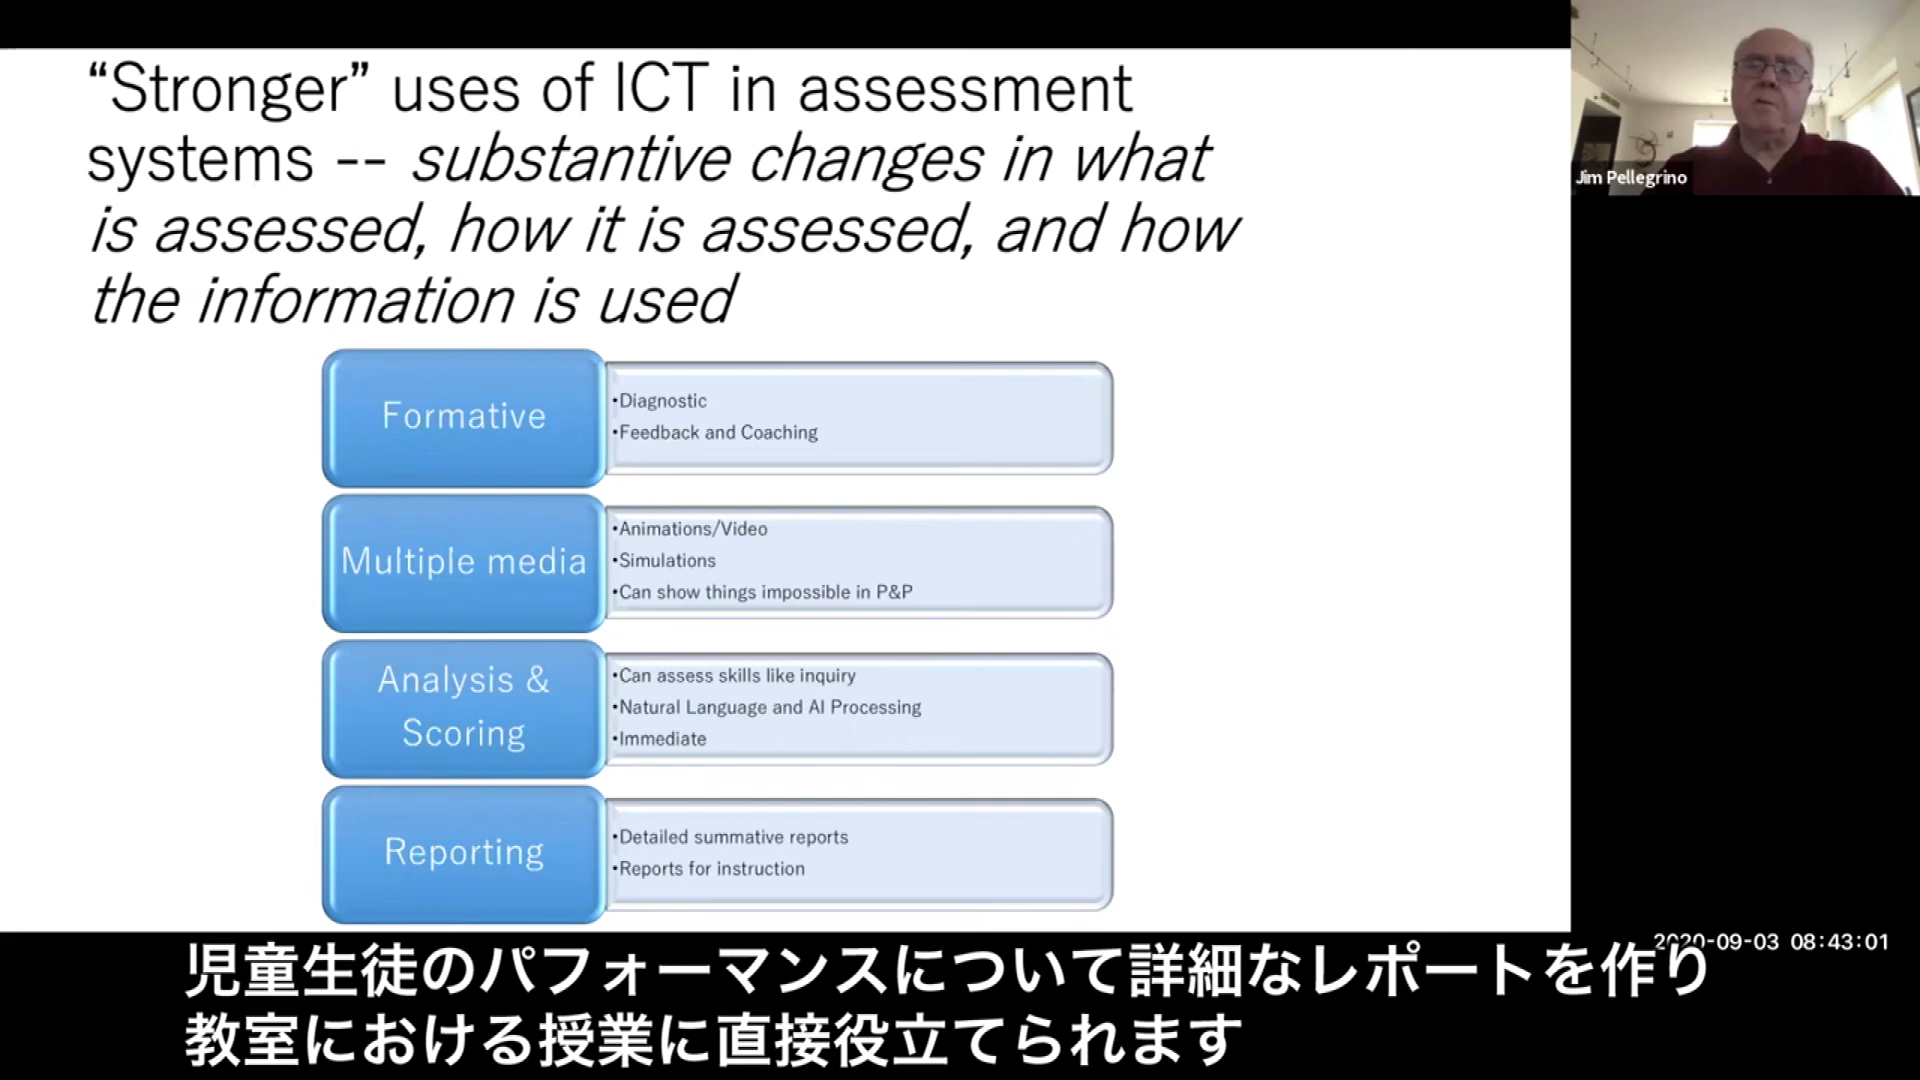 “Stronger” uses of ICT in assessment
systems -- substantive changes in what
is assessed, how it is assessed, and how
the information is used
Jim Pellegrino
Formative
•Diagnostic
•Feedback and Coaching
Multiple media
•Animations/Video
•Simulations
•Can show things impossible in P&P
Analysis &
Scoring
•Can assess skills like inquiry
•Natural Language and AI Processing
•Immediate
Reporting
•Detailed summative reports
•Reports for instruction
2020-09-03 08:43:01
児童生徒のパフォーマンスについて詳細なレポートを作り
教室における授業に直接役立てられます